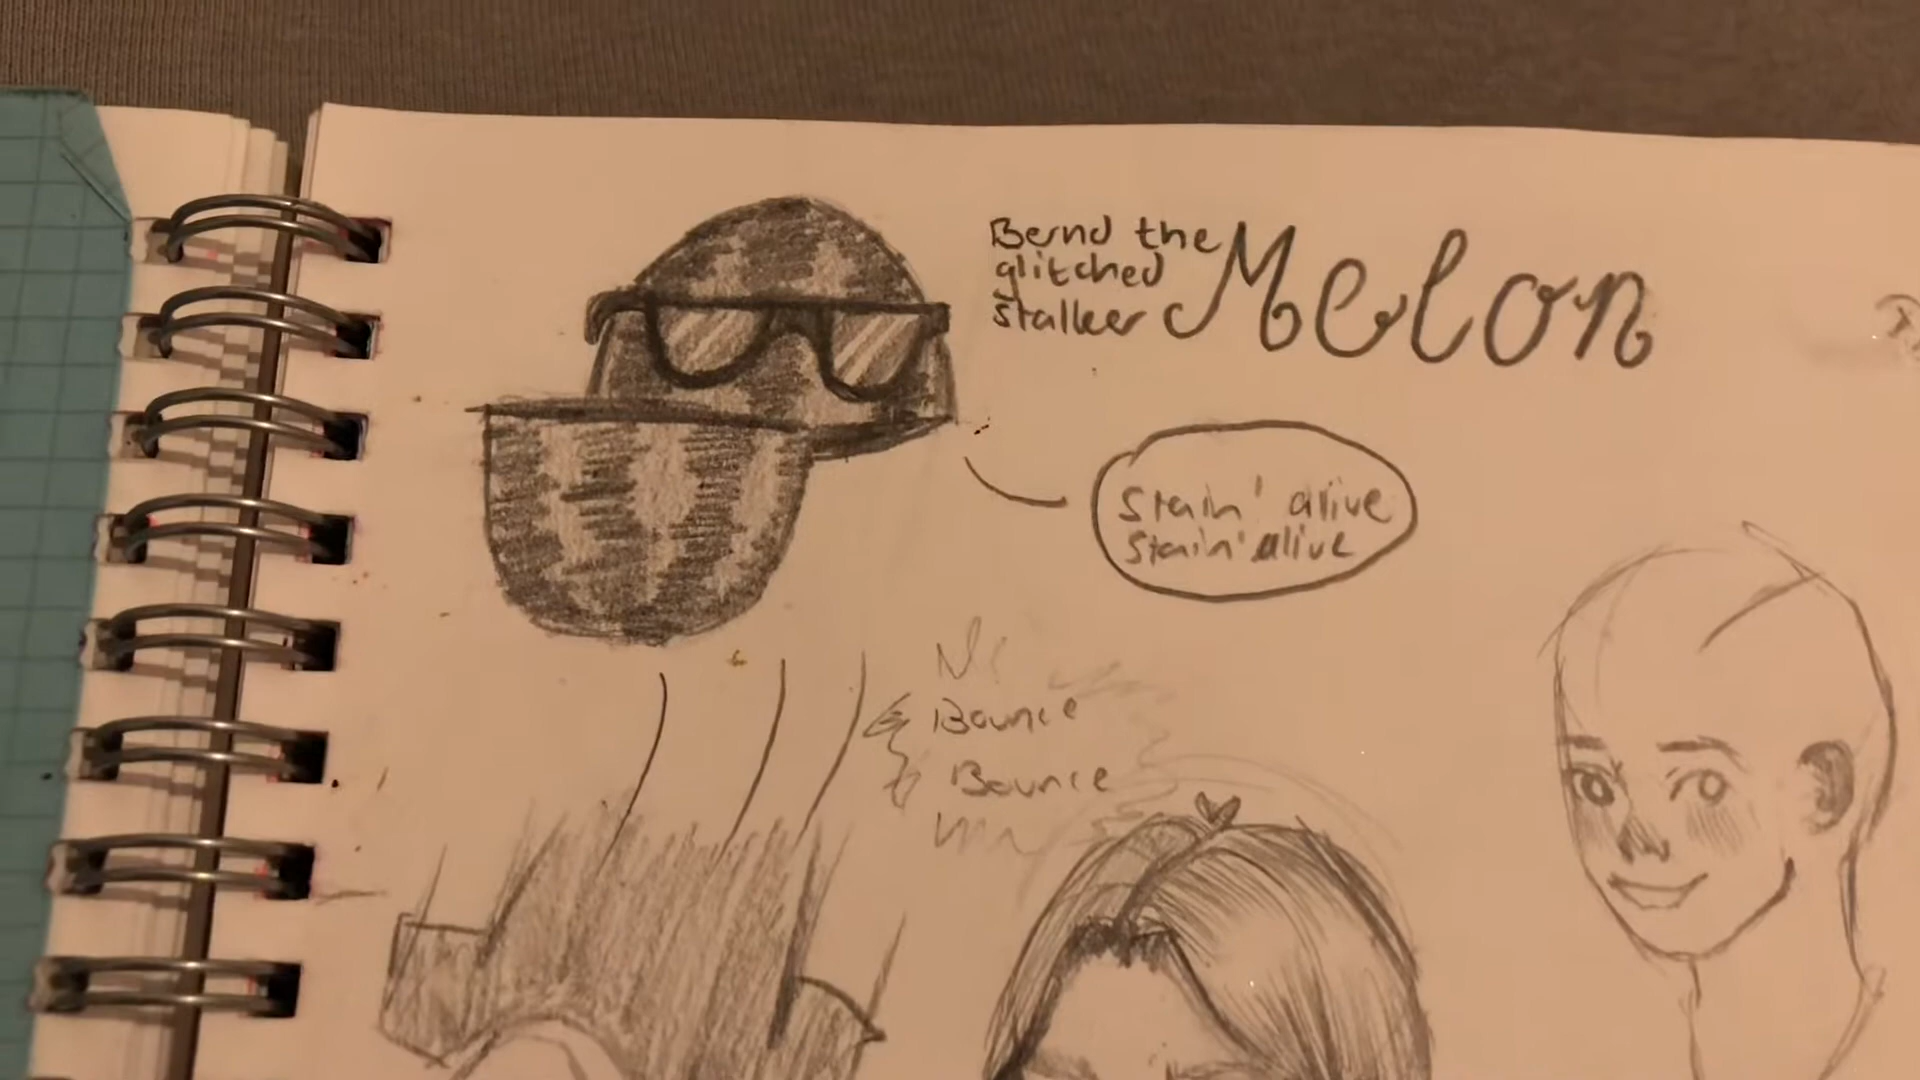 Bernd the
glitched
stalker Melon
Stain' alive
Stain' alive
Bounce
Bounce